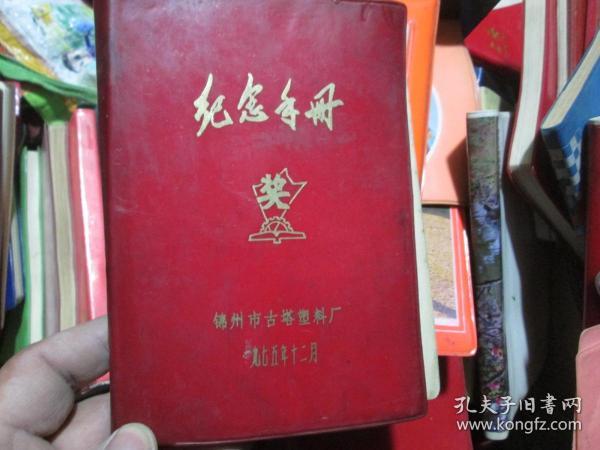 纪念手册
奖
锦州市古塔塑料厂
一九七五年十二月
孔夫子旧书网
www.kongfz.com